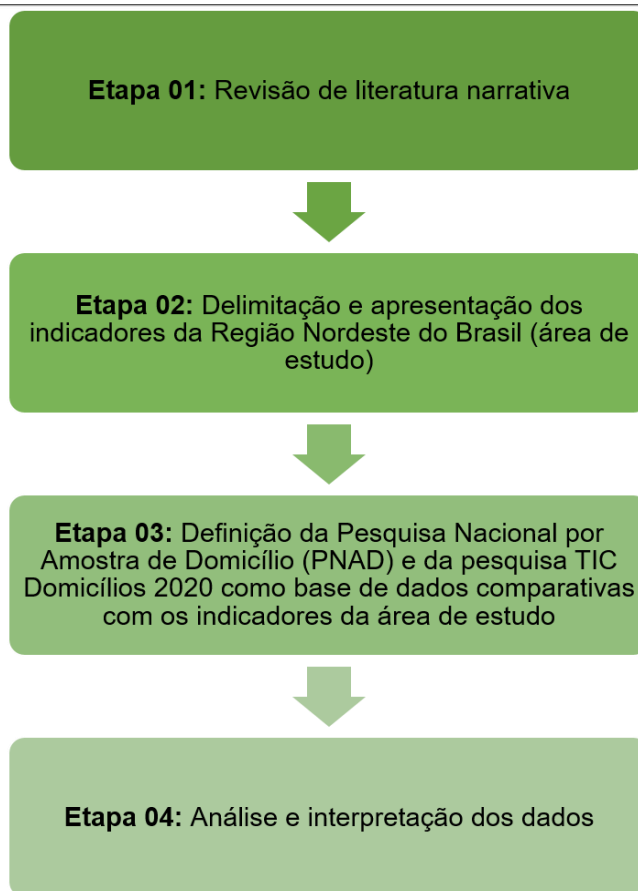 Etapa 01: Revisão de literatura narrativa
Etapa 02: Delimitação e apresentação dos
indicadores da Região Nordeste do Brasil (área de
estudo)
Etapa 03: Definição da Pesquisa Nacional por
Amostra de Domicílio (PNAD) e da pesquisa TIC
Domicílios 2020 como base de dados comparativas
com os indicadores da área de estudo
Etapa 04: Análise e interpretação dos dados